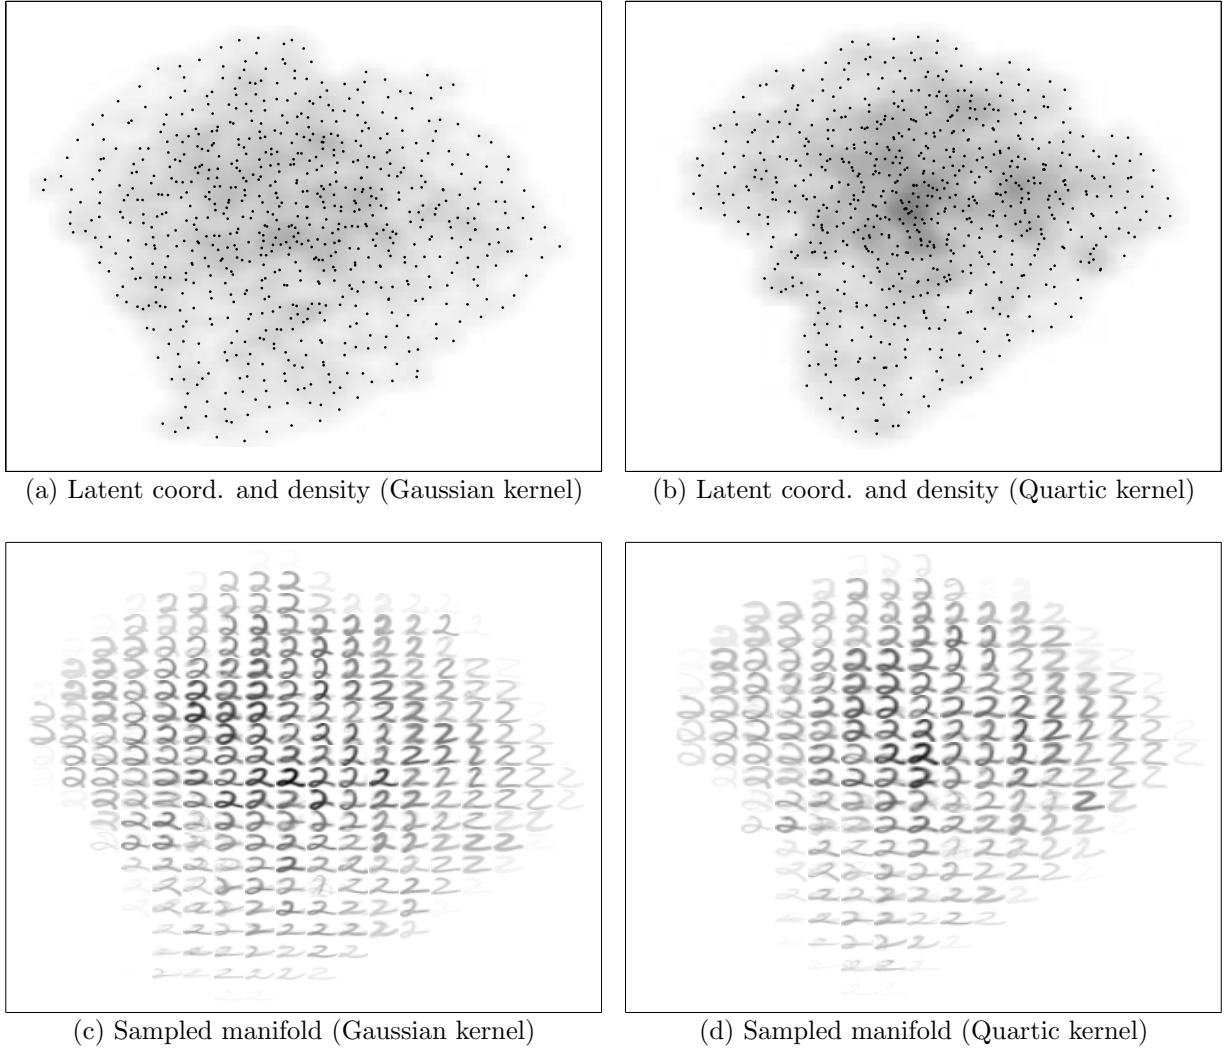 (a) Latent coord. and density (Gaussian kernel)
(b) Latent coord. and density (Quartic kernel)
(c) Sampled manifold (Gaussian kernel)
(d) Sampled manifold (Quartic kernel)